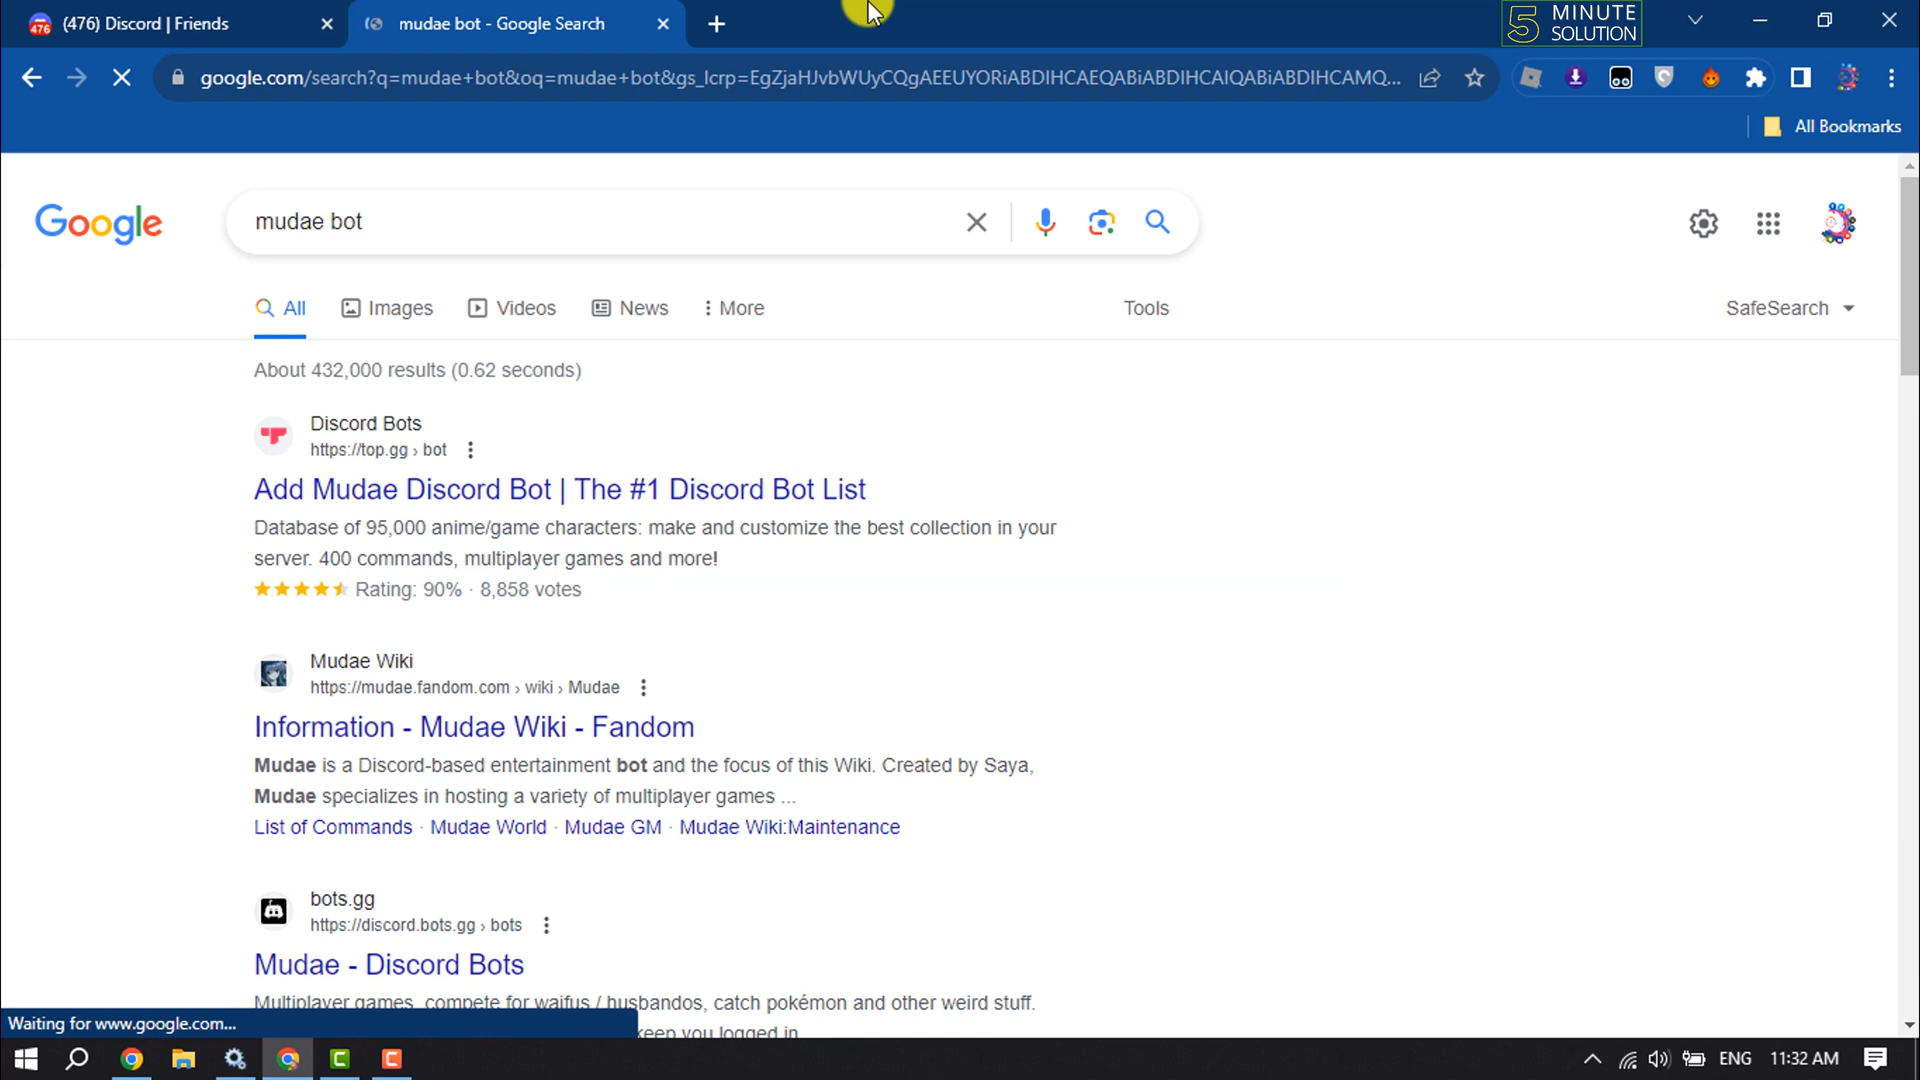 476
(476) Discord | Friends
mudae bot - Google Search
5 MINUTE
SOLUTION
google.com/search?q=mudae+bot&oq=mudae+bot&gs_lcrp=EgZjaHJvbWUyCQgAEEUYORiABDIHCAEQABiABDIHCAIQABiABDIHCAMQ...
All Bookmarks
Google
mudae bot
All
Images
Videos
News
More
Tools
SafeSearch
About 432,000 results (0.62 seconds)
Discord Bots
https://top.gg › bot
Add Mudae Discord Bot | The #1 Discord Bot List
Database of 95,000 anime/game characters: make and customize the best collection in your
server. 400 commands, multiplayer games and more!
Rating: 90% · 8,858 votes
Mudae Wiki
https://mudae.fandom.com › wiki › Mudae
Information - Mudae Wiki - Fandom
Mudae is a Discord-based entertainment bot and the focus of this Wiki. Created by Saya,
Mudae specializes in hosting a variety of multiplayer games ...
List of Commands · Mudae World · Mudae GM · Mudae Wiki:Maintenance
bots.gg
https://discord.bots.gg › bots
Mudae - Discord Bots
Multiplayer games, compete for waifus / husbandos, catch pokémon and other weird stuff.
keep you logged in
Waiting for www.google.com...
ENG
11:32 AM